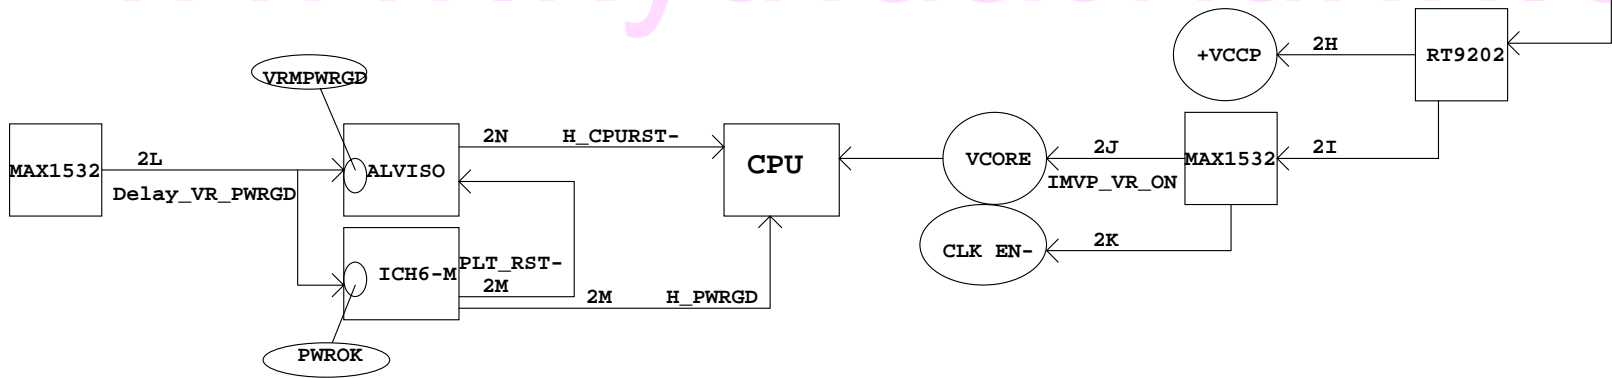 2H
+VCCP
RT9202
VRMPWRGD
2N H_CPURST-
2L
MAX1532
ALVISO
Delay_VR_PWRGD
CPU
VCORE
2J
IMVP_VR_ON
MAX1532
2I
CLK EN-
2K
ICH6-M
PLT_RST-
2M
2M H_PWRGD
PWROK